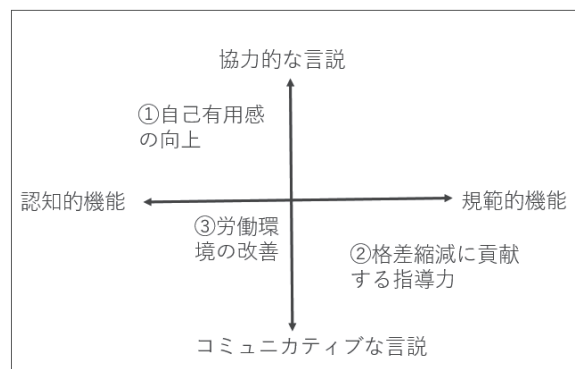 協力的な言説
①自己有用感
の向上
認知的機能
規範的機能
③労働環
境の改善
②格差縮減に貢献
する指導力
コミュニカティブな言説